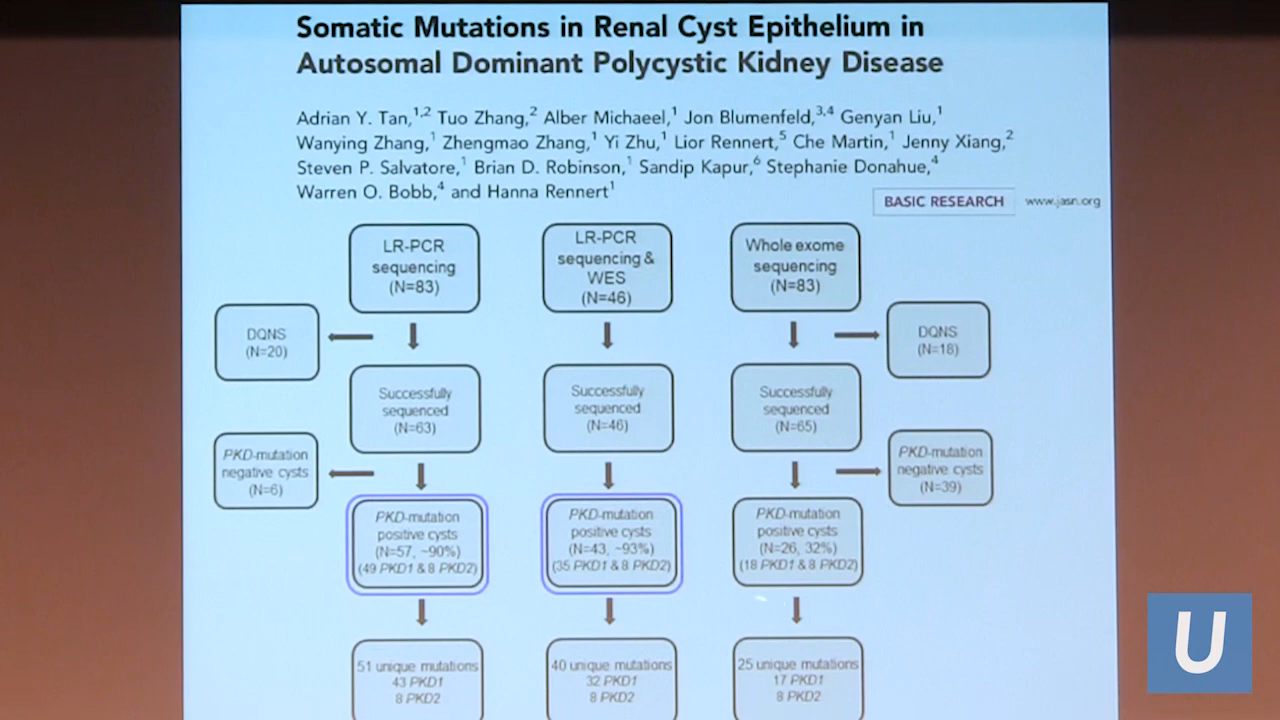 Somatic Mutations in Renal Cyst Epithelium in
Autosomal Dominant Polycystic Kidney Disease
Adrian Y. Tan,1,2 Tuo Zhang,2 Alber Michaeel,1 Jon Blumenfeld,3,4 Genyan Liu,1
Wanying Zhang,1 Zhengmao Zhang,1 Yi Zhu,1 Lior Rennert,5 Che Martin,1 Jenny Xiang,2
Steven P. Salvatore,1 Brian D. Robinson,1 Sandip Kapur,6 Stephanie Donahue,4
Warren O. Bobb,4 and Hanna Rennert1
BASIC RESEARCH
www.jasn.org
LR-PCR
sequencing
(N=83)
LR-PCR
sequencing &
WES
(N=46)
Whole exome
sequencing
(N=83)
DQNS
(N=20)
DQNS
(N=18)
Successfully
sequenced
(N=63)
Successfully
sequenced
(N=46)
Successfully
sequenced
(N=65)
PKD-mutation
negative cysts
(N=6)
PKD-mutation
negative cysts
(N=39)
PKD-mutation
positive cysts
(N=57, ~90%)
(49 PKD1 & 8 PKD2)
PKD-mutation
positive cysts
(N=43, ~93%)
(35 PKD1 & 8 PKD2)
PKD-mutation
positive cysts
(N=26, 32%)
(18 PKD1 & 8 PKD2)
51 unique mutations
43 PKD1
8 PKD2
40 unique mutations
32 PKD1
8 PKD2
25 unique mutations
17 PKD1
8 PKD2
U